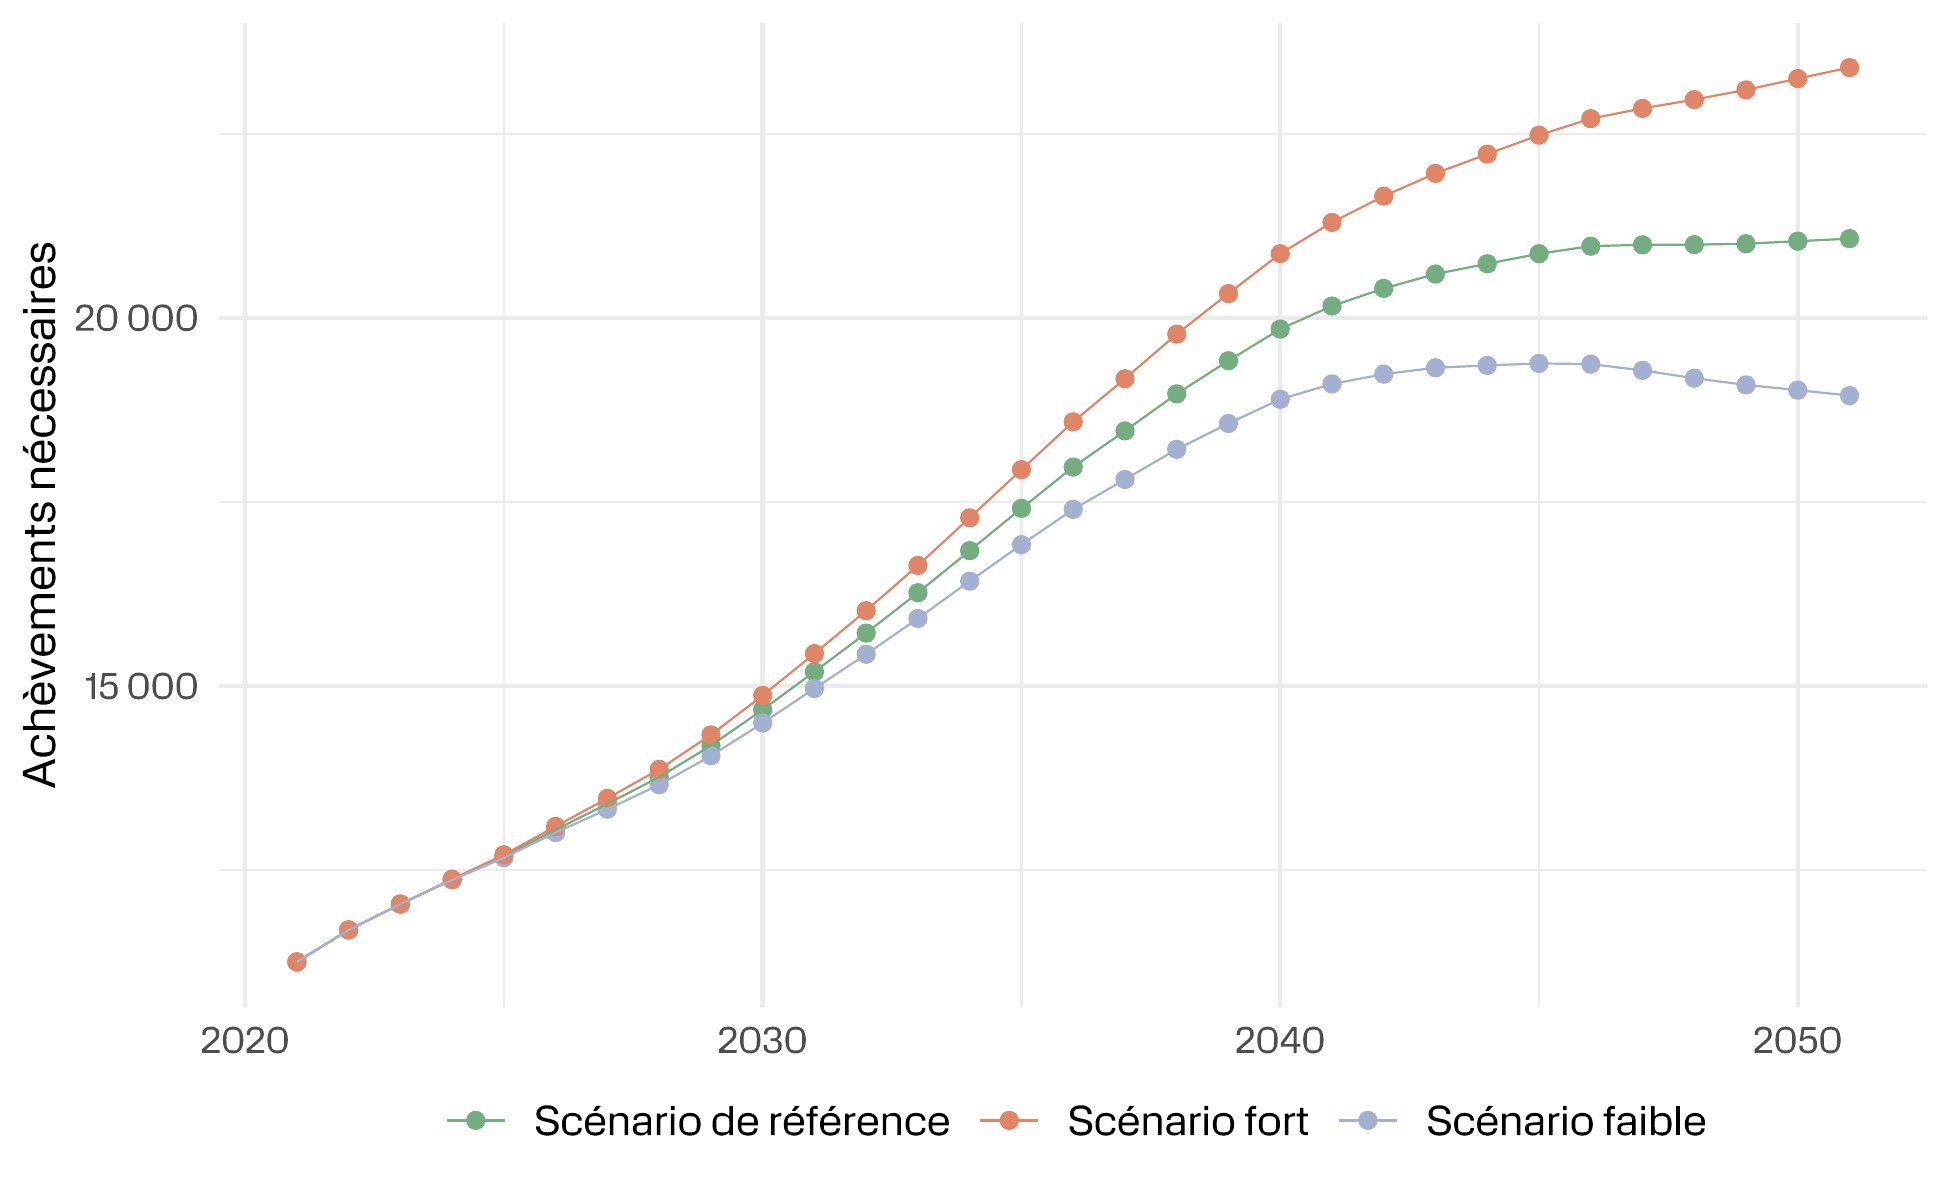 Achèvements nécessaires
20 000
15 000
2020 2030 2040 2050
Scénario de référence Scénario fort Scénario faible